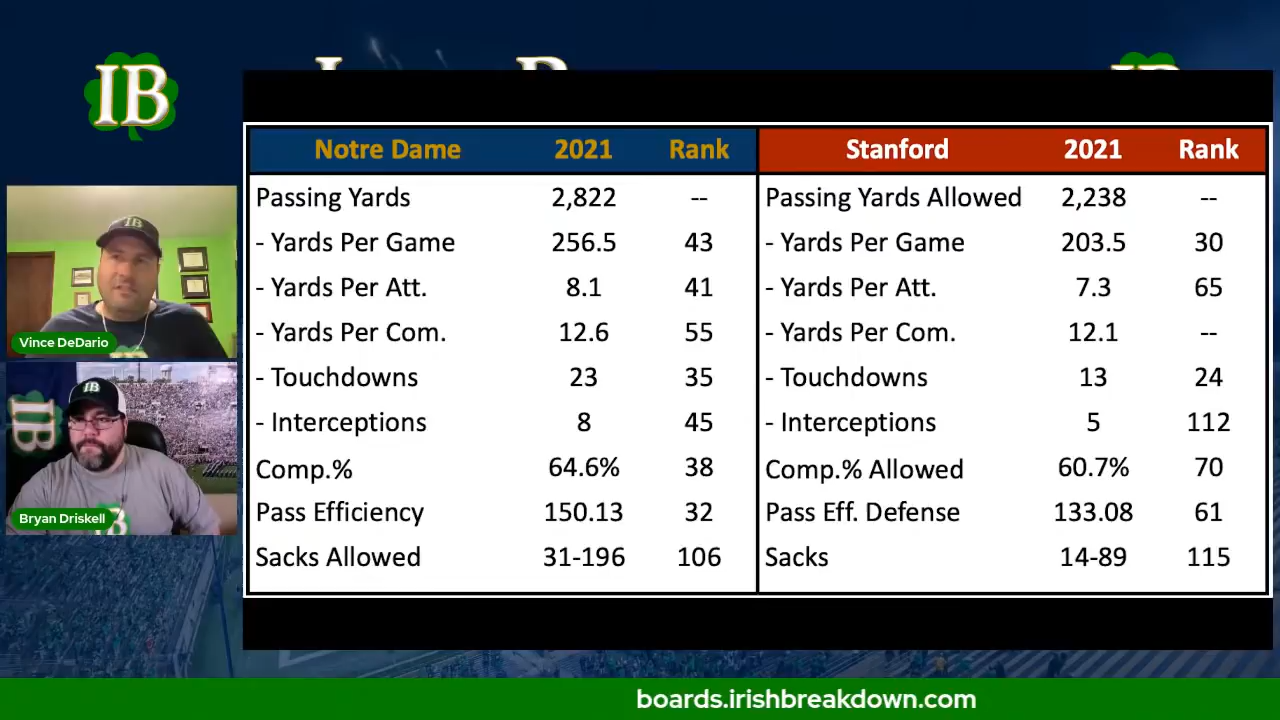 IB
Notre Dame 2021 Rank Stanford 2021 Rank
Passing Yards 2,822 -- Passing Yards Allowed 2,238 --
- Yards Per Game 256.5 43 - Yards Per Game 203.5 30
- Yards Per Att. 8.1 41 - Yards Per Att. 7.3 65
- Yards Per Com. 12.6 55 - Yards Per Com. 12.1 --
- Touchdowns 23 35 - Touchdowns 13 24
- Interceptions 8 45 - Interceptions 5 112
Comp.% 64.6% 38 Comp.% Allowed 60.7% 70
Pass Efficiency 150.13 32 Pass Eff. Defense 133.08 61
Sacks Allowed 31-196 106 Sacks 14-89 115
IB
Vince DeDario
IB
IB
Bryan Driskell
boards.irishbreakdown.com